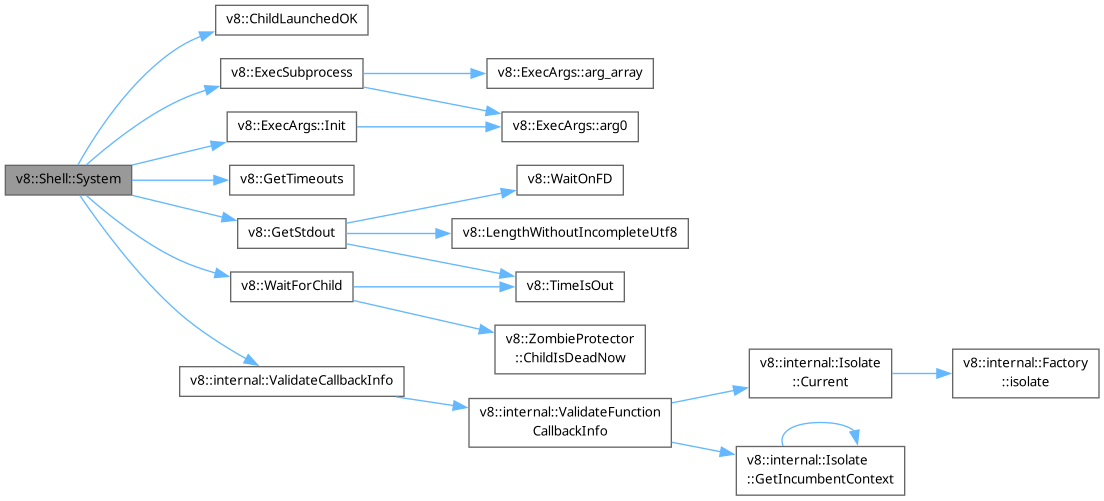 v8::Shell::System
v8::ChildLaunchedOK
v8::ExecSubprocess
v8::ExecArgs::Init
v8::GetTimeouts
v8::GetStdout
v8::WaitForChild
v8::internal::ValidateCallbackInfo
v8::ExecArgs::arg_array
v8::ExecArgs::arg0
v8::WaitOnFD
v8::LengthWithoutIncompleteUtf8
v8::TimeIsOut
v8::ZombieProtector
::ChildIsDeadNow
v8::internal::ValidateFunction
CallbackInfo
v8::internal::Isolate
::Current
v8::internal::Isolate
::GetIncumbentContext
v8::internal::Factory
::isolate